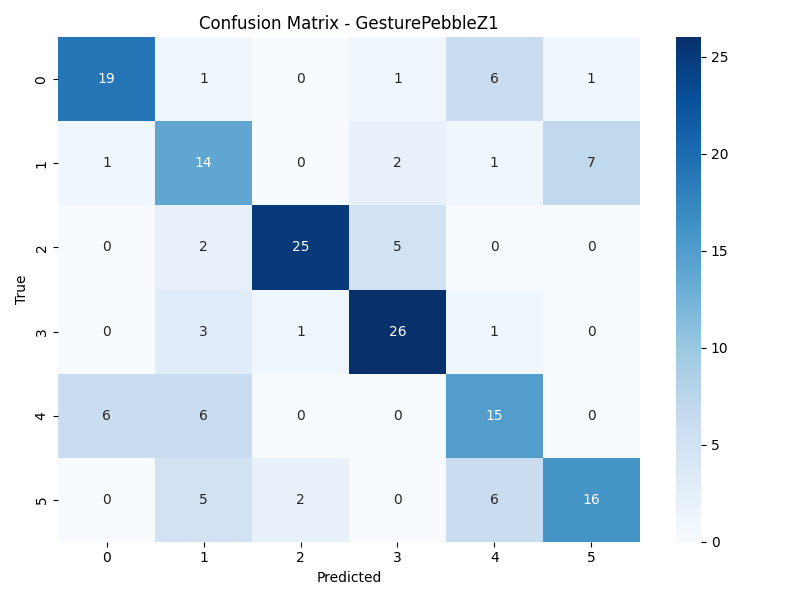 Confusion Matrix - GesturePebbleZ1
0 19 1 0 1 6 1
1 1 14 0 2 1 7
2 0 2 25 5 0 0
3 0 3 1 26 1 0
4 6 6 0 0 15 0
5 0 5 2 0 6 16
0 1 2 3 4 5
True
Predicted
25
20
15
10
5
0